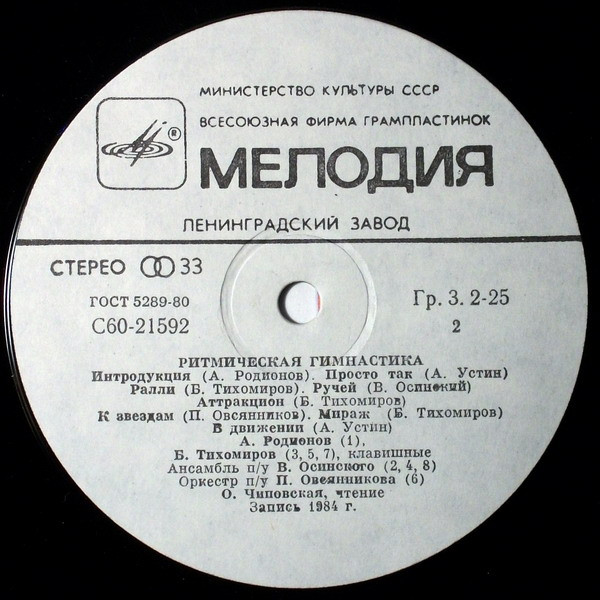 МИНИСТЕРСТВО КУЛЬТУРЫ СССР
ВСЕСОЮЗНАЯ ФИРМА ГРАМПЛАСТИНОК
®
МЕЛОДИЯ
ЛЕНИНГРАДСКИЙ ЗАВОД
СТЕРЕО 33
ГОСТ 5289-80
Гр. 3. 2-25
С60-21592
2
РИТМИЧЕСКАЯ ГИМНАСТИКА
Интродукция (А. Родионов). Просто так (А. Устин)
Ралли (Б. Тихомиров). Ручей (В. Осинский)
Аттракцион (Б. Тихомиров)
К звездам (П. Овсянников). Мираж (Б. Тихомиров)
В движении (А. Устин)
А. Родионов (1),
Б. Тихомиров (3, 5, 7), клавишные
Ансамбль п/у В. Осинского (2, 4, 8)
Оркестр п/у П. Овсянникова (6)
О. Чиповская, чтение
Запись 1984 г.